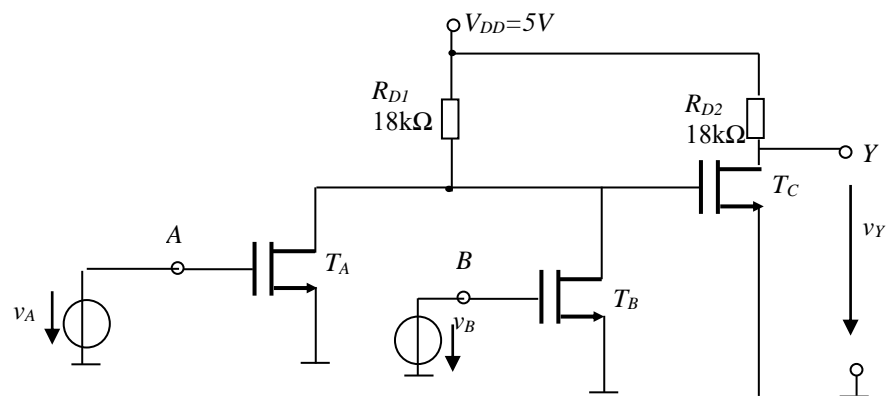 V_DD=5V
R_D1
18kΩ
R_D2
18kΩ
Y
T_C
A
T_A
B
T_B
v_Y
v_A
v_B